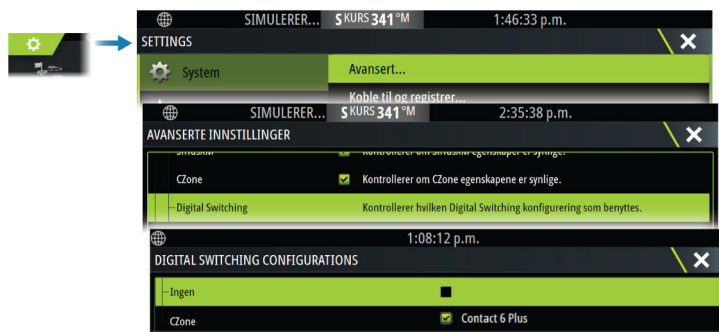 SIMULERER... S KURS 341 °M 1:46:33 p.m.
SETTINGS
System Avansert...
Koble til og registrer...
SIMULERER... S KURS 341 °M 2:35:38 p.m.
AVANSERTE INNSTILLINGER
SiriusXM Kontrollerer om SiriusXM egenskaper er synlige.
CZone Kontrollerer om CZone egenskapene er synlige.
Digital Switching Kontrollerer hvilken Digital Switching konfigurering som benyttes.
1:08:12 p.m.
DIGITAL SWITCHING CONFIGURATIONS
Ingen
CZone Contact 6 Plus